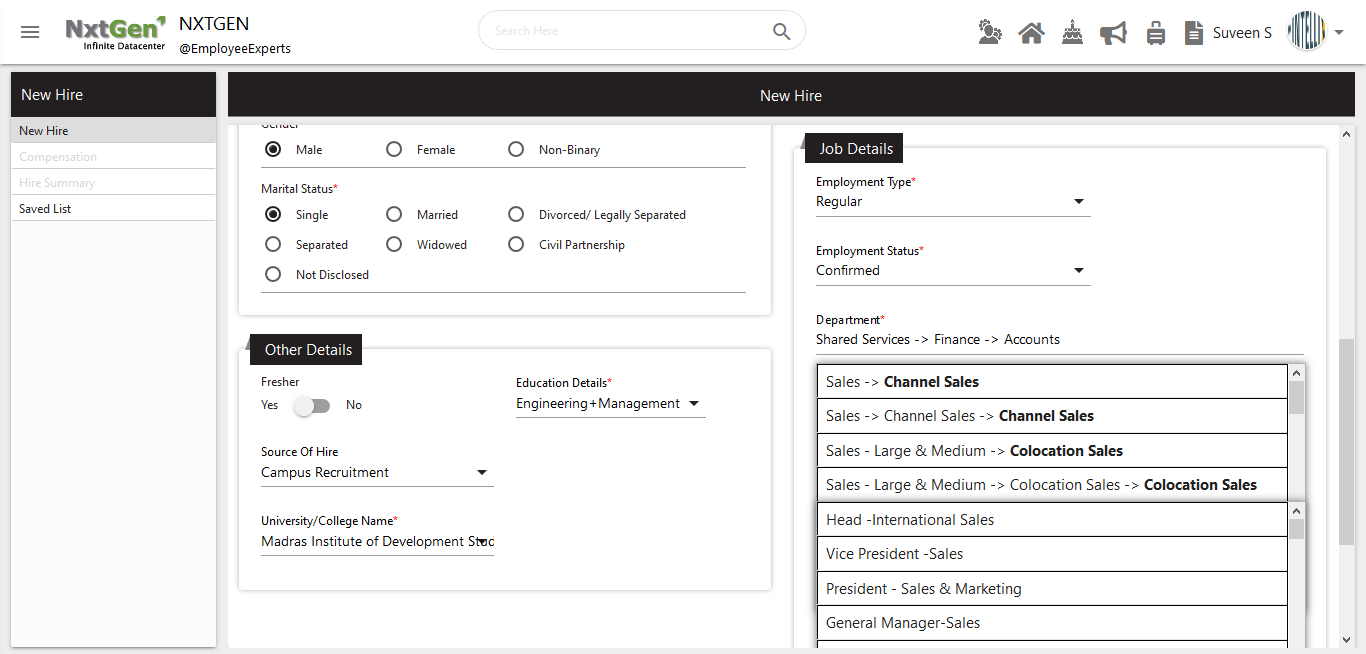 NxtGen
Infinite Datacenter
NXTGEN
@EmployeeExperts
Search Here
Suveen S
INTELLI
New Hire
New Hire
Compensation
Hire Summary
Saved List
New Hire
Gender
Male
Female
Non-Binary
Marital Status*
Single
Married
Divorced/ Legally Separated
Separated
Widowed
Civil Partnership
Not Disclosed
Other Details
Fresher
Yes
No
Education Details*
Engineering+Management
Source Of Hire
Campus Recruitment
University/College Name*
Madras Institute of Development Stud
Job Details
Employment Type*
Regular
Employment Status*
Confirmed
Department*
Shared Services -> Finance -> Accounts
Sales -> Channel Sales
Sales -> Channel Sales -> Channel Sales
Sales - Large & Medium -> Colocation Sales
Sales - Large & Medium -> Colocation Sales -> Colocation Sales
Head -International Sales
Vice President -Sales
President - Sales & Marketing
General Manager-Sales